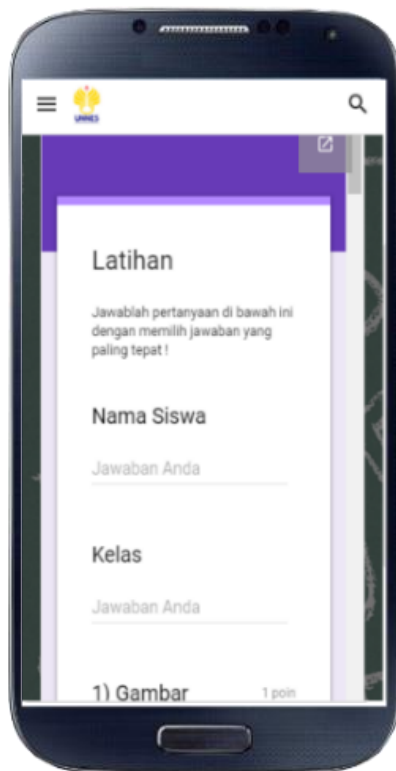 UNNES
Latihan
Jawablah pertanyaan di bawah ini
dengan memilih jawaban yang
paling tepat !
Nama Siswa
Jawaban Anda
Kelas
Jawaban Anda
1) Gambar 1 poin